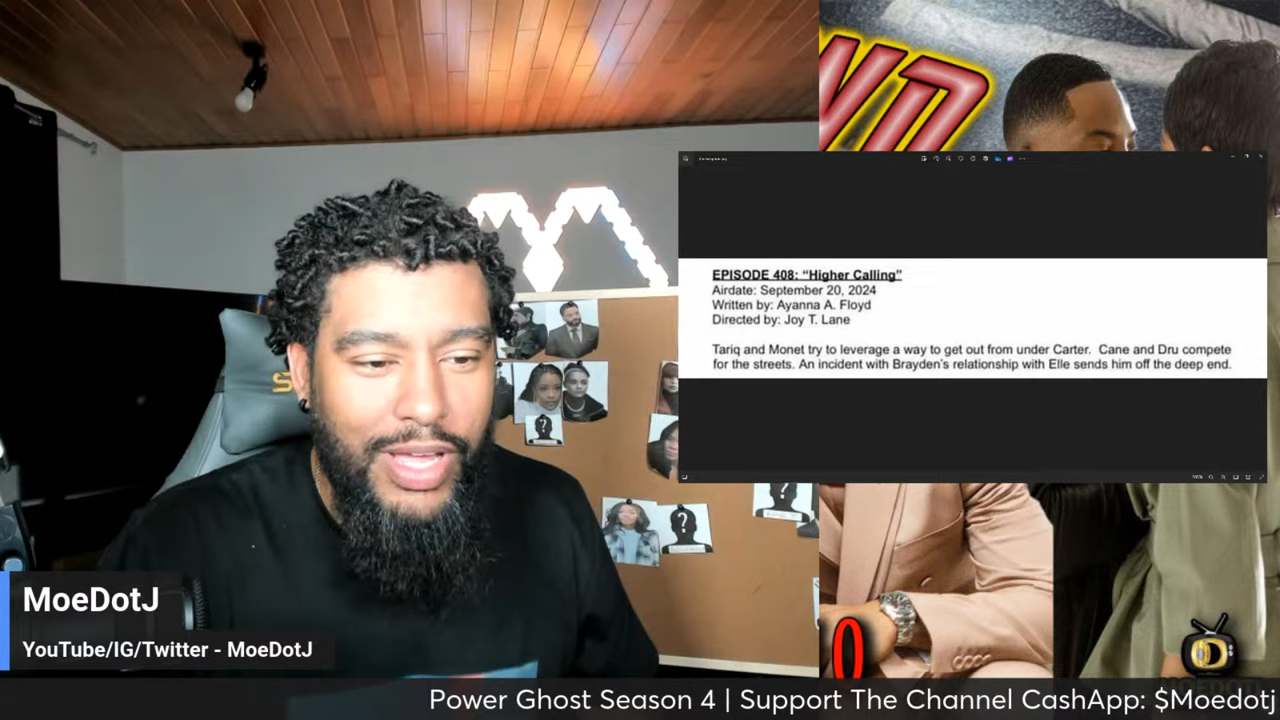 EPISODE 408: “Higher Calling”
Airdate: September 20, 2024
Written by: Ayanna A. Floyd
Directed by: Joy T. Lane
Tariq and Monet try to leverage a way to get out from under Carter.  Cane and Dru compete
for the streets. An incident with Brayden’s relationship with Elle sends him off the deep end.
MoeDotJ
YouTube/IG/Twitter - MoeDotJ
Power Ghost Season 4 | Support The Channel CashApp: $Moedotj